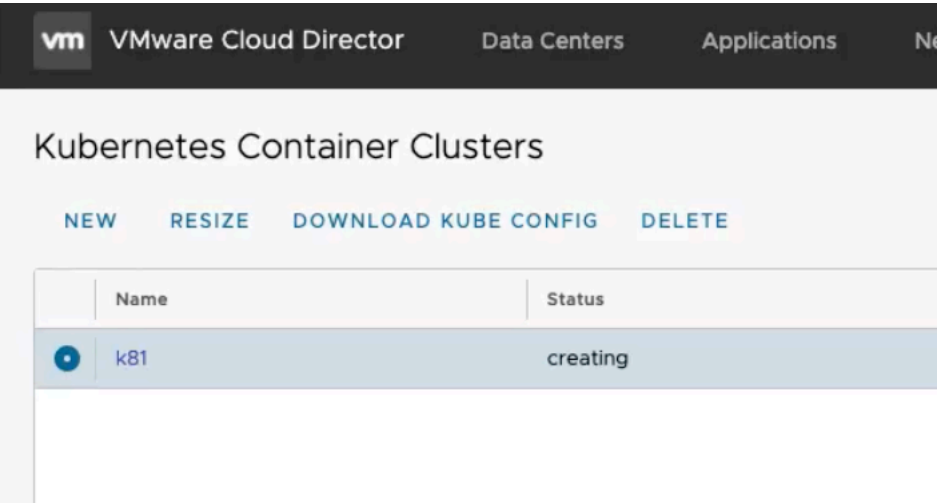 vm VMware Cloud Director Data Centers Applications Ne
Kubernetes Container Clusters
NEW RESIZE DOWNLOAD KUBE CONFIG DELETE
Name Status
k81 creating